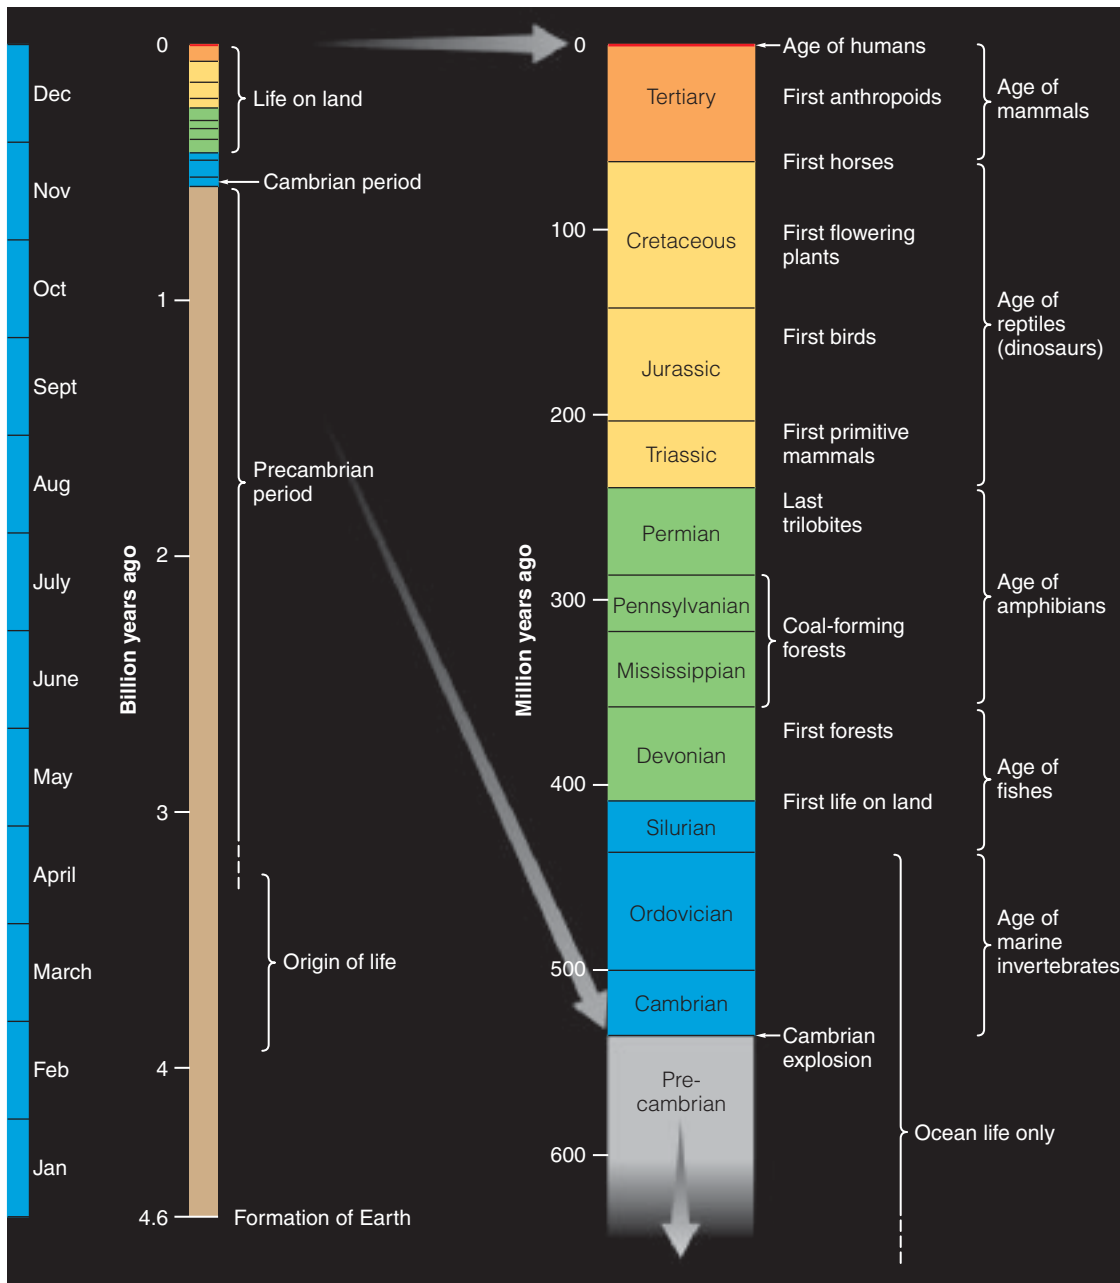 Dec
Nov
Oct
Sept
Aug
July
June
May
April
March
Feb
Jan
Billion years ago
0
1
2
3
4
4.6
Life on land
Cambrian period
Precambrian
period
Origin of life
Formation of Earth
Million years ago
0
100
200
300
400
500
600
Tertiary
Cretaceous
Jurassic
Triassic
Permian
Pennsylvanian
Mississippian
Devonian
Silurian
Ordovician
Cambrian
Pre-
cambrian
Age of humans
First anthropoids
First horses
First flowering
plants
First birds
First primitive
mammals
Last
trilobites
Coal-forming
forests
First forests
First life on land
Cambrian
explosion
Ocean life only
Age of
mammals
Age of
reptiles
(dinosaurs)
Age of
amphibians
Age of
fishes
Age of
marine
invertebrates